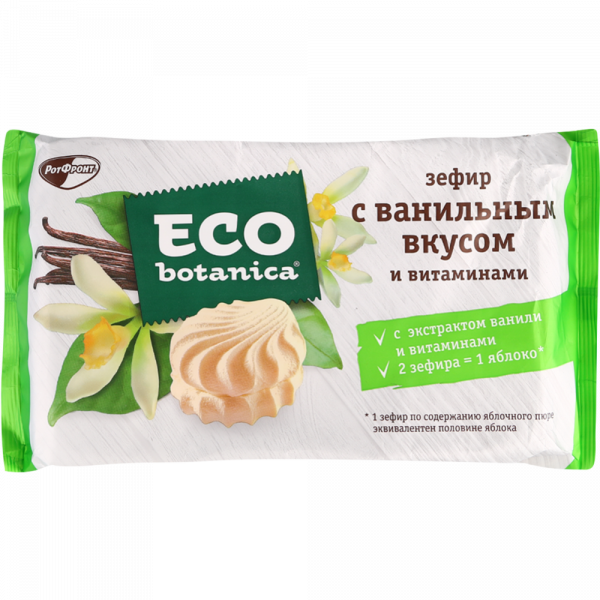 РотФронт
ECO
botanica®
зефир
с ванильным
вкусом
и витаминами
✓ с экстрактом ванили
и витаминами
✓ 2 зефира = 1 яблоко*
* 1 зефир по содержанию яблочного пюре
эквивалентен половине яблока